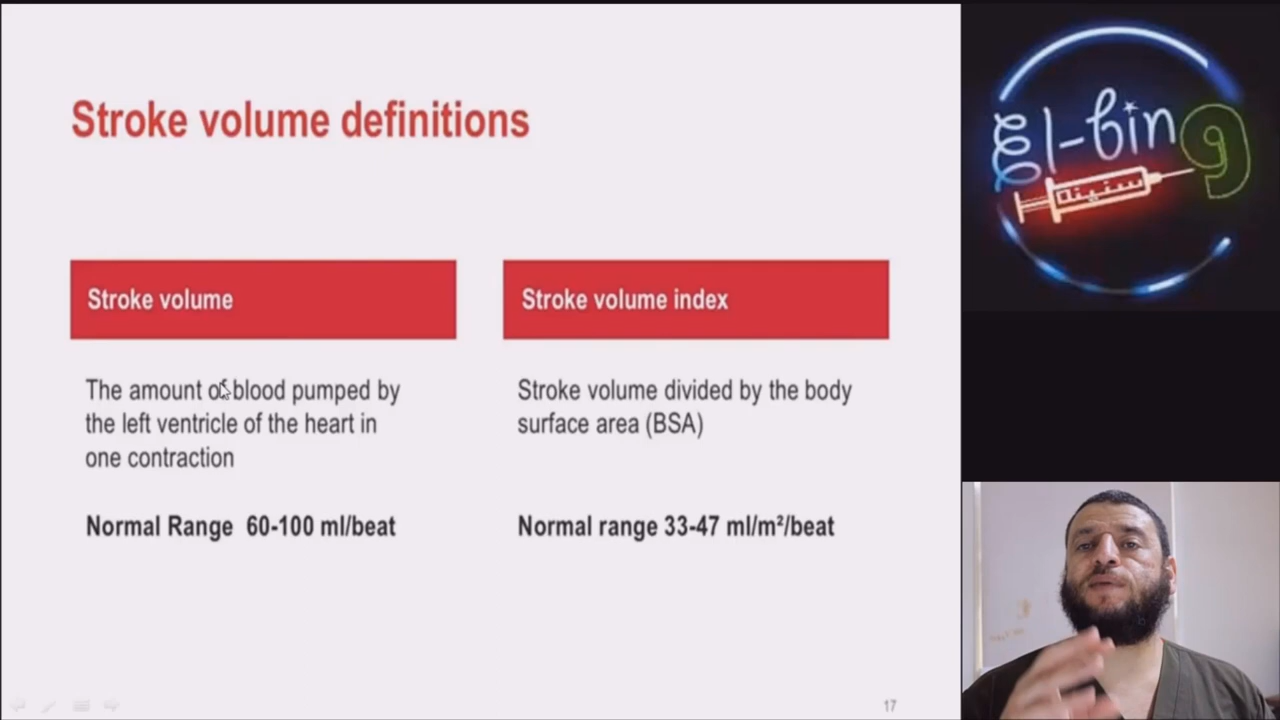 Stroke volume definitions
Stroke volume
The amount of blood pumped by
the left ventricle of the heart in
one contraction
Normal Range 60-100 ml/beat
Stroke volume index
Stroke volume divided by the body
surface area (BSA)
Normal range 33-47 ml/m²/beat
17
El-bing
سنينه